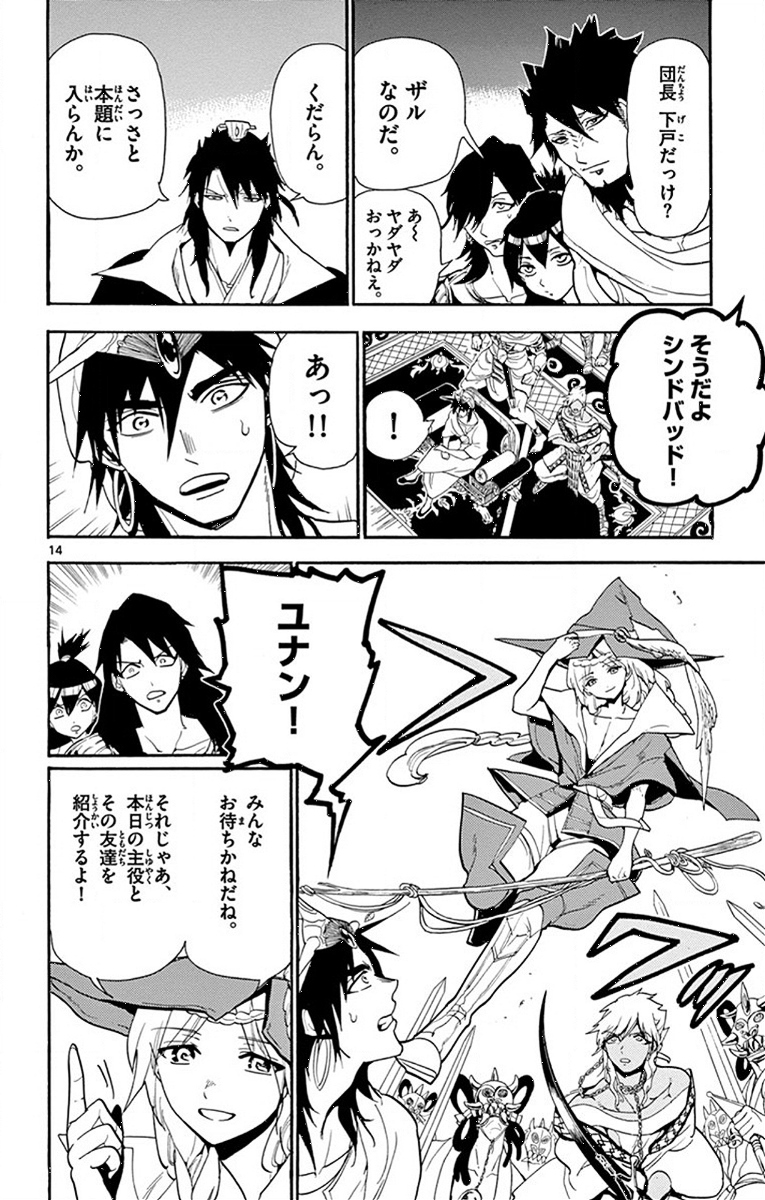 団長 下戸だっけ？
ザル
なのだ。
あ〜
ヤダヤダ
おっかねえ。
くだらん。
さっさと
本題に
入らんか。
そうだよ
シンドバッド！
！
あっ!!
14
ユナン！
みんな
お待ちかねだね。
それじゃあ、
本日の主役と
その友達を
紹介するよ！